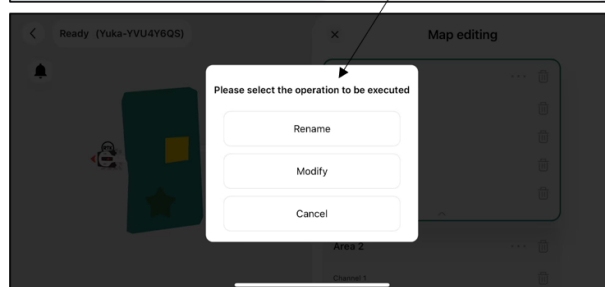 Ready (Yuka-YVU4Y6QS)
Map editing
Please select the operation to be executed
Rename
Modify
Cancel
Area 2
Channel 1